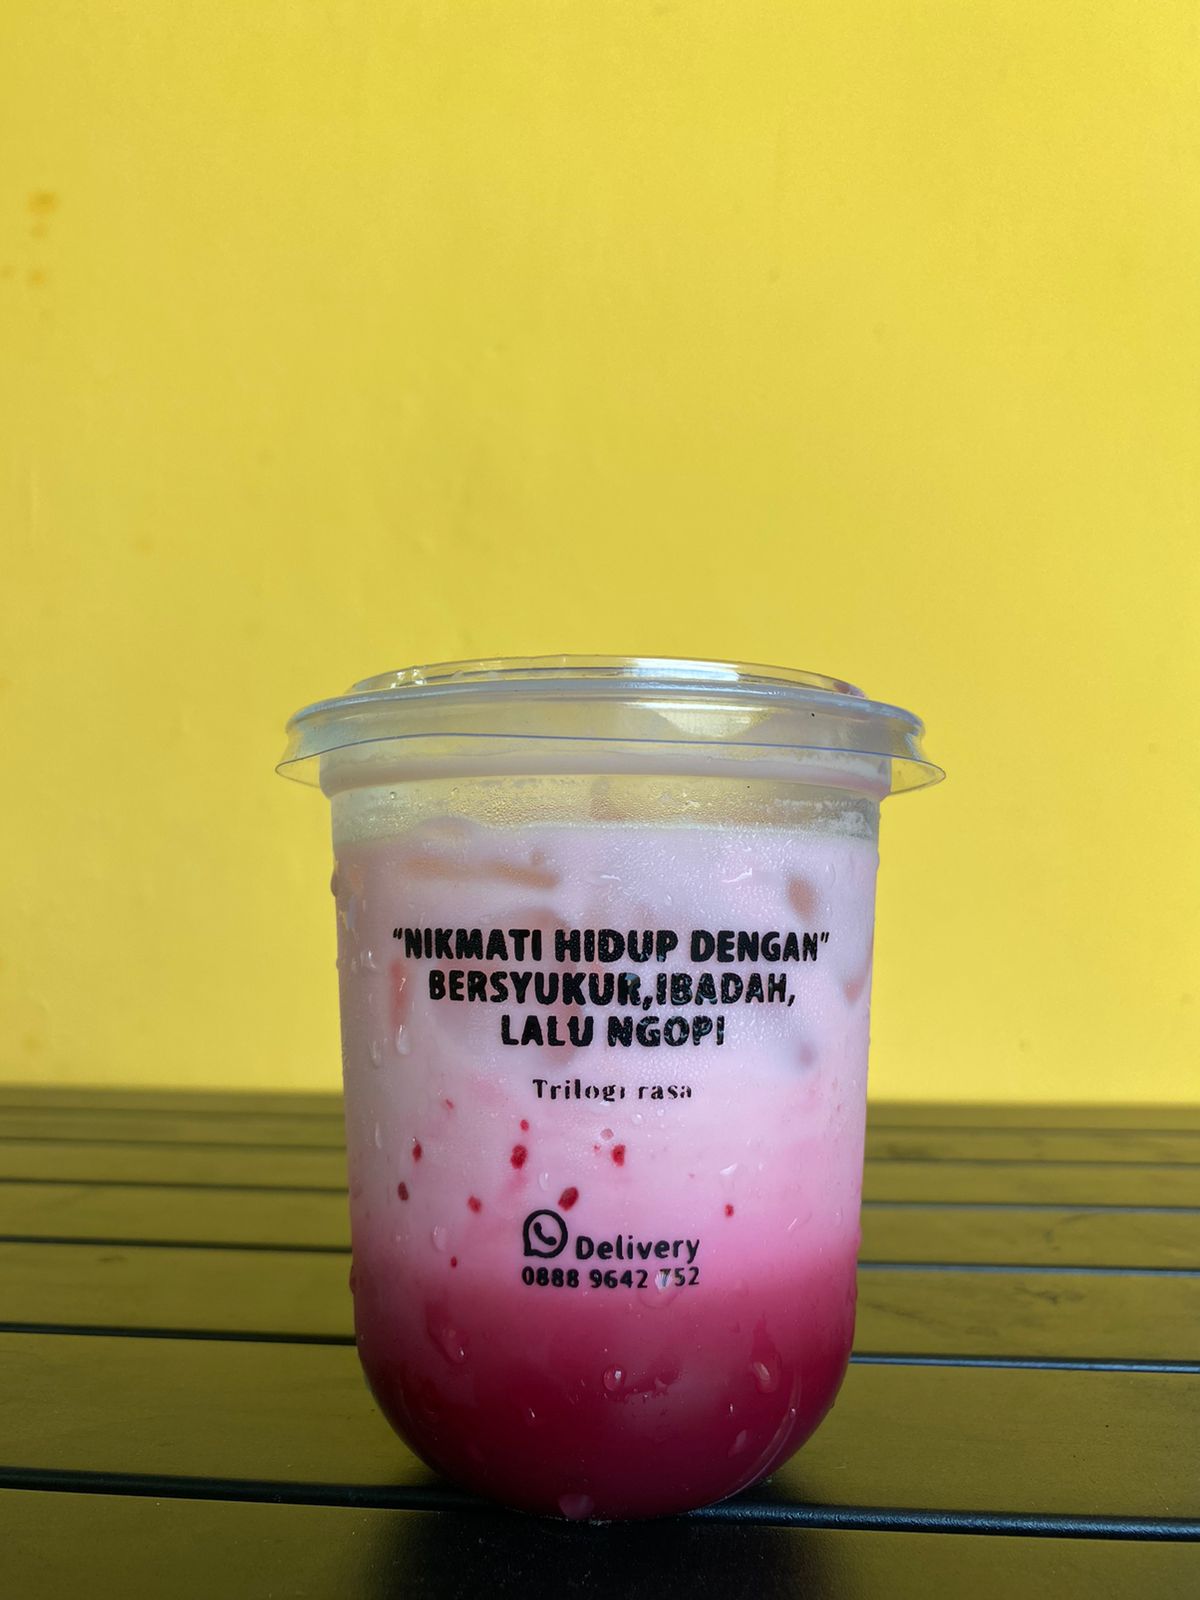 “NIKMATI HIDUP DENGAN”
BERSYUKUR,IBADAH,
LALU NGOPI
Trilogi rasa
Delivery
0888 9642 752